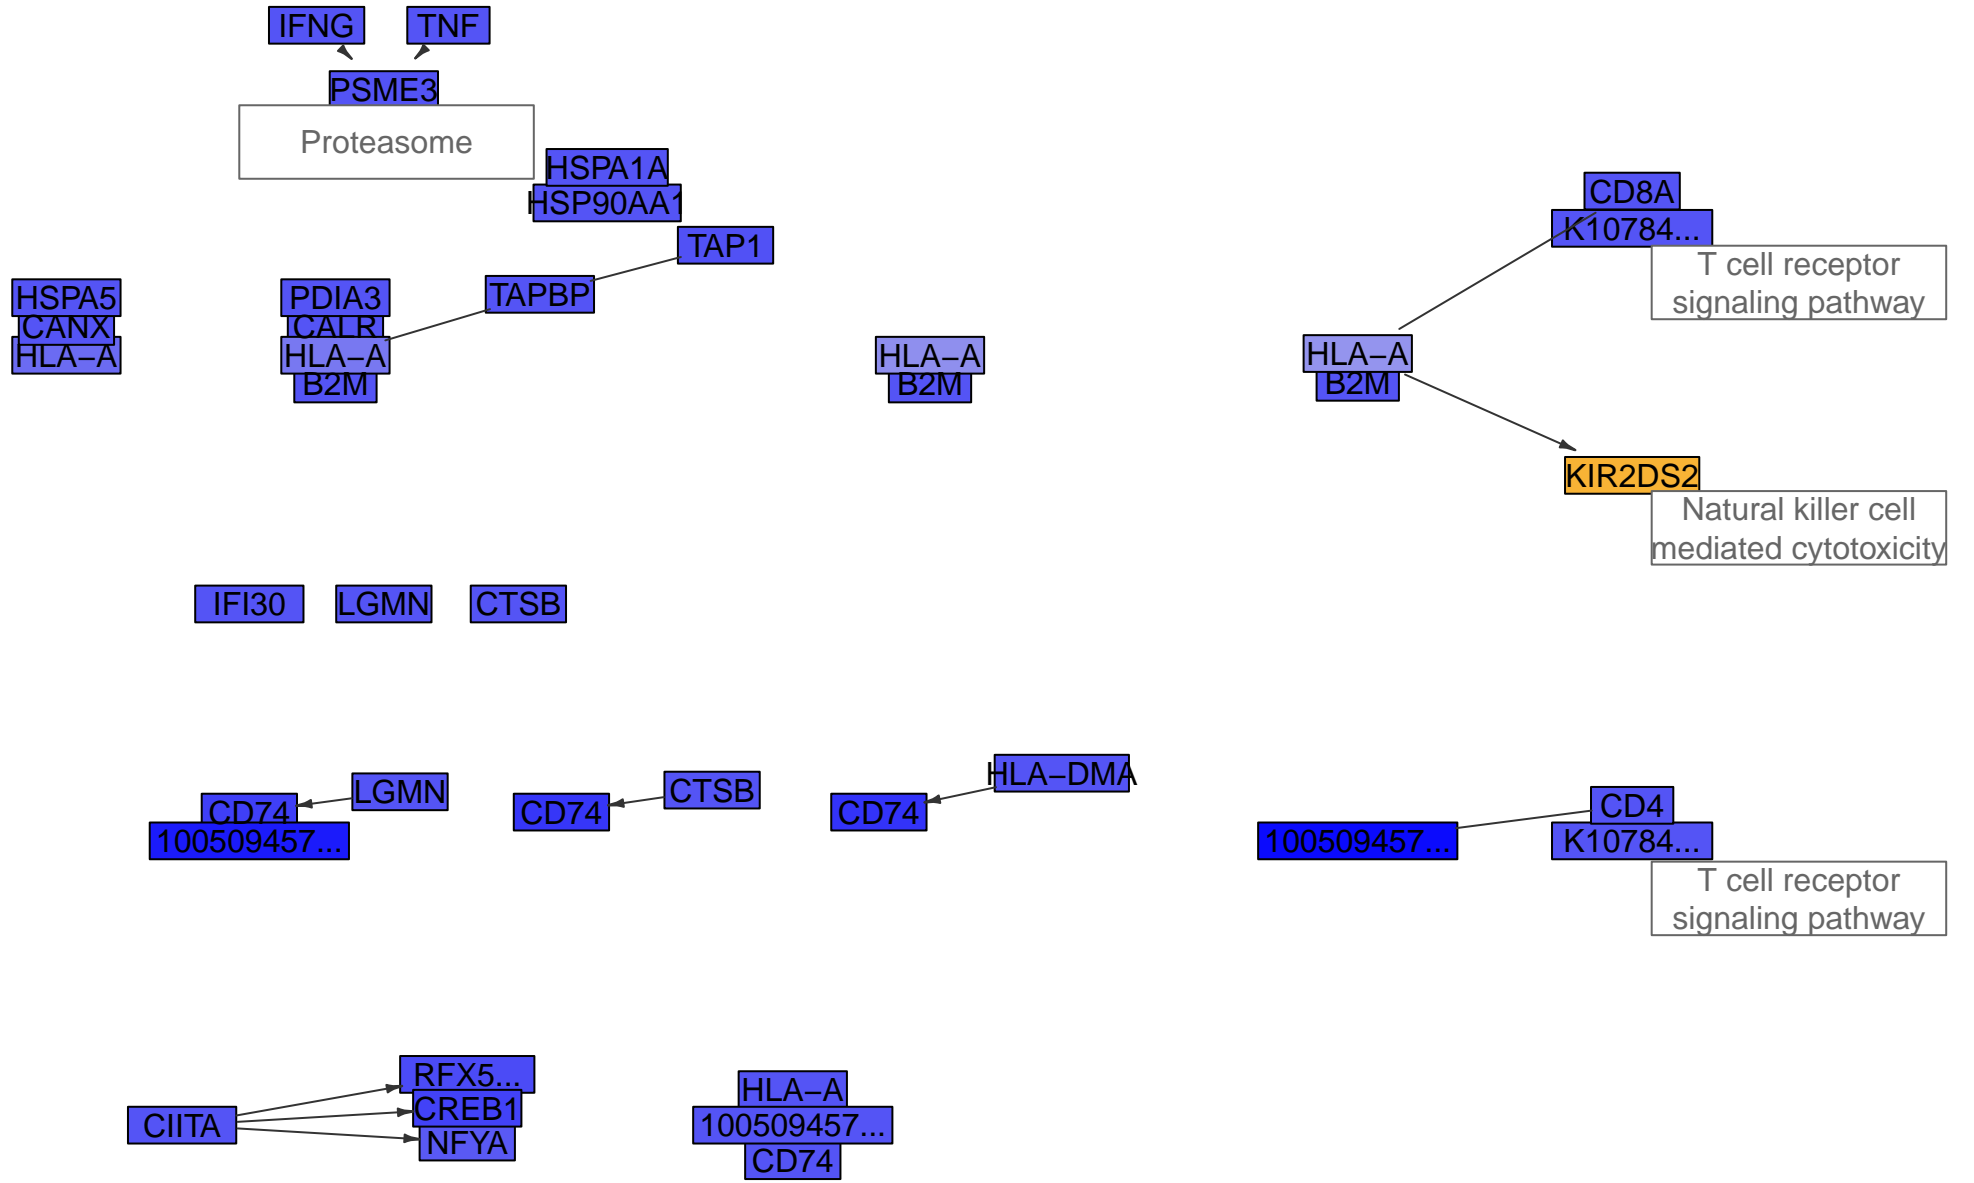 IFNG
TNF
PSME3
Proteasome
HSPA1A
HSP90AA1
TAP1
TAPBP
CD8A
K10784...
T cell receptor
signaling pathway
HSPA5
CANX
HLA−A
PDIA3
CALR
HLA−A
B2M
HLA−A
B2M
HLA−A
B2M
KIR2DS2
Natural killer cell
mediated cytotoxicity
IFI30
LGMN
CTSB
CD74
100509457...
LGMN
CD74
CTSB
CD74
HLA−DMA
100509457...
CD4
K10784...
T cell receptor
signaling pathway
CIITA
RFX5...
CREB1
NFYA
HLA−A
100509457...
CD74